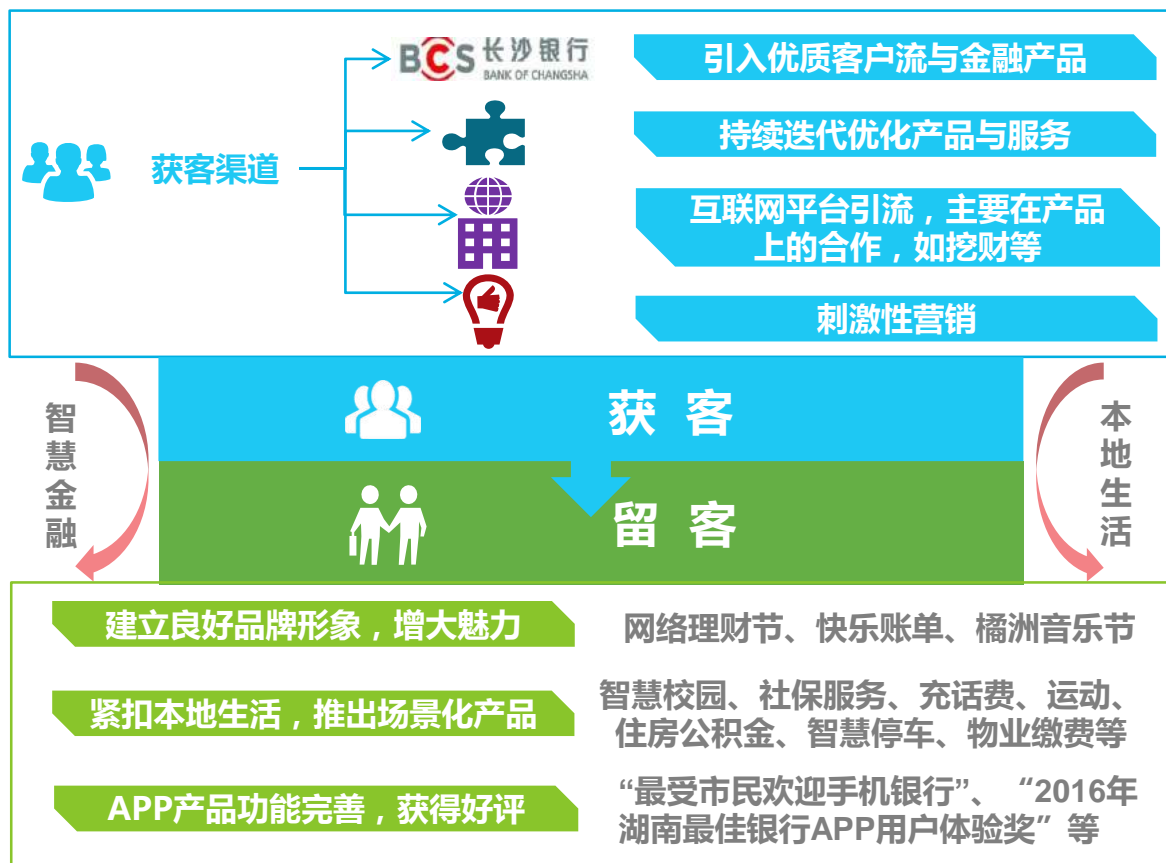 BCS 长沙银行
BANK OF CHANGSHA
引入优质客户流与金融产品
持续迭代优化产品与服务
获客渠道
互联网平台引流，主要在产品
上的合作，如挖财等
刺激性营销
智慧金融
获 客
留 客
本地生活
建立良好品牌形象，增大魅力
网络理财节、快乐账单、橘洲音乐节
紧扣本地生活，推出场景化产品
智慧校园、社保服务、充话费、运动、
住房公积金、智慧停车、物业缴费等
APP产品功能完善，获得好评
“最受市民欢迎手机银行”、“2016年
湖南最佳银行APP用户体验奖”等